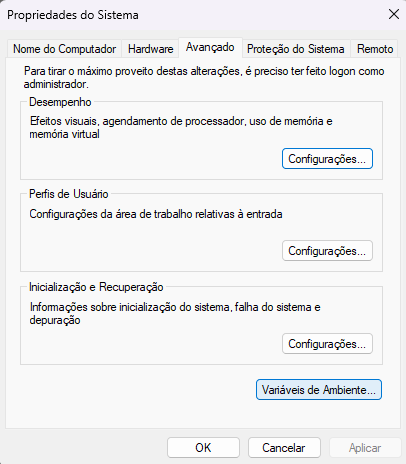 Propriedades do Sistema
Nome do Computador Hardware Avançado Proteção do Sistema Remoto
Para tirar o máximo proveito destas alterações, é preciso ter feito logon como
administrador.
Desempenho
Efeitos visuais, agendamento de processador, uso de memória e
memória virtual
Configurações...
Perfis de Usuário
Configurações da área de trabalho relativas à entrada
Configurações...
Inicialização e Recuperação
Informações sobre inicialização do sistema, falha do sistema e
depuração
Configurações...
Variáveis de Ambiente...
OK Cancelar Aplicar